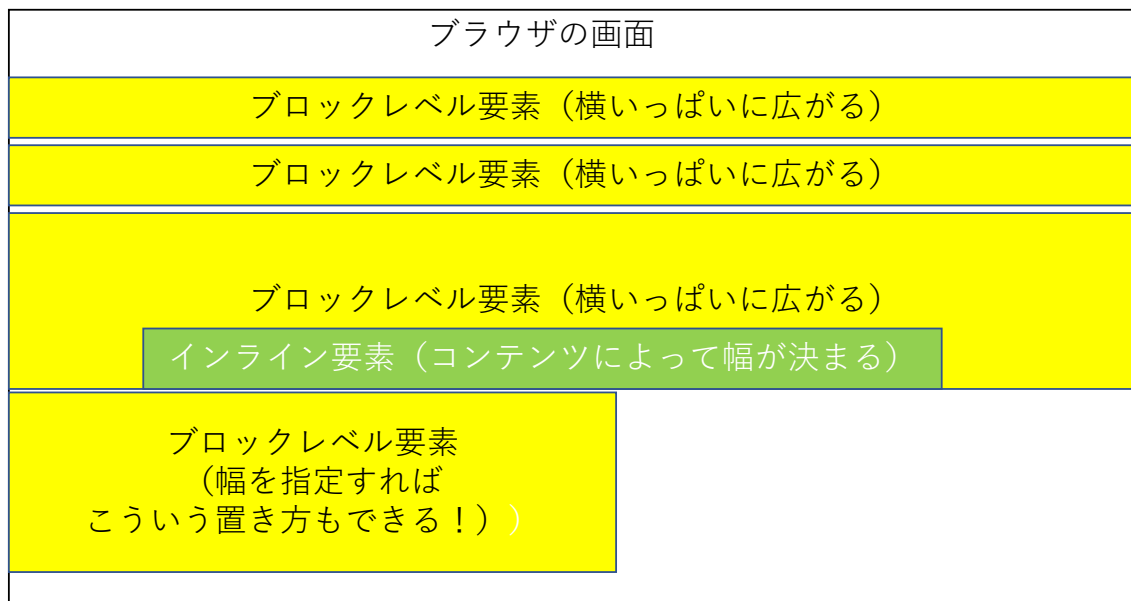 ブラウザの画面
ブロックレベル要素（横いっぱいに広がる）
ブロックレベル要素（横いっぱいに広がる）
ブロックレベル要素（横いっぱいに広がる）
インライン要素（コンテンツによって幅が決まる）
ブロックレベル要素
（幅を指定すれば
こういう置き方もできる！））